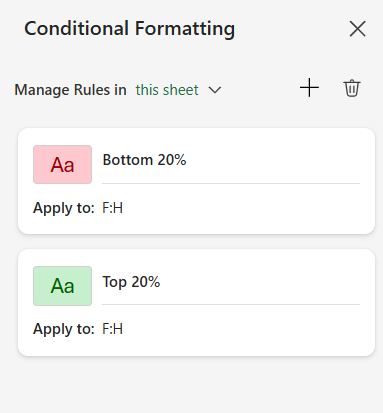 Conditional Formatting
Manage Rules in this sheet
Aa Bottom 20%
Apply to: F:H
Aa Top 20%
Apply to: F:H